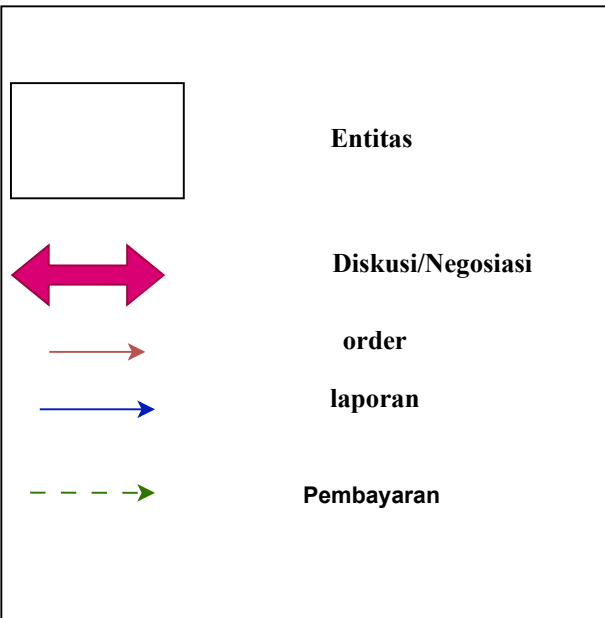 Entitas
Diskusi/Negosiasi
order
laporan
Pembayaran